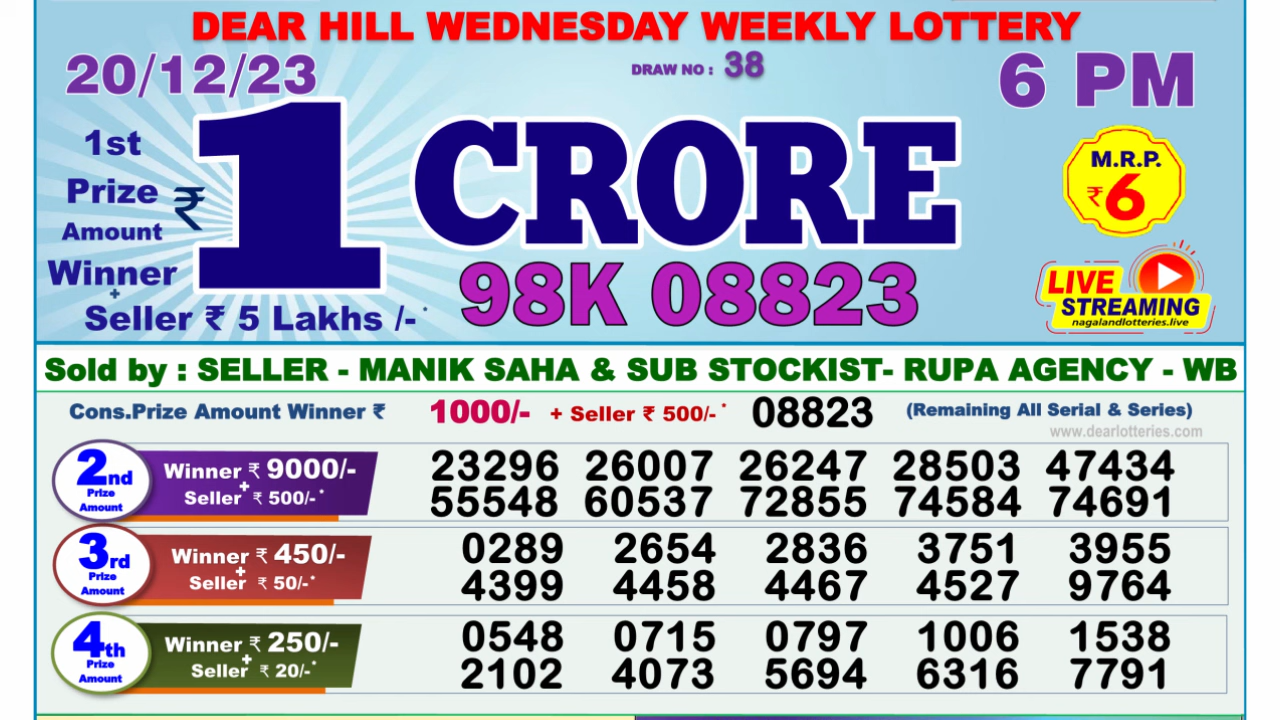 DEAR HILL WEDNESDAY WEEKLY LOTTERY
20/12/23
DRAW NO : 38
6 PM
1st
Prize
Amount
Winner
+
Seller ₹ 5 Lakhs /-*
₹ 1 CRORE
98K 08823
M.R.P.
₹6
LIVE
STREAMING
nagalandlotteries.live
Sold by : SELLER - MANIK SAHA & SUB STOCKIST- RUPA AGENCY - WB
Cons.Prize Amount Winner ₹ 1000/- + Seller ₹ 500/-* 08823 (Remaining All Serial & Series)
www.dearlotteries.com
2nd
Prize
Amount
Winner ₹ 9000/-
+
Seller ₹ 500/-*
23296 26007 26247 28503 47434
55548 60537 72855 74584 74691
3rd
Prize
Amount
Winner ₹ 450/-
+
Seller ₹ 50/-*
0289 2654 2836 3751 3955
4399 4458 4467 4527 9764
4th
Prize
Amount
Winner ₹ 250/-
+
Seller ₹ 20/-*
0548 0715 0797 1006 1538
2102 4073 5694 6316 7791